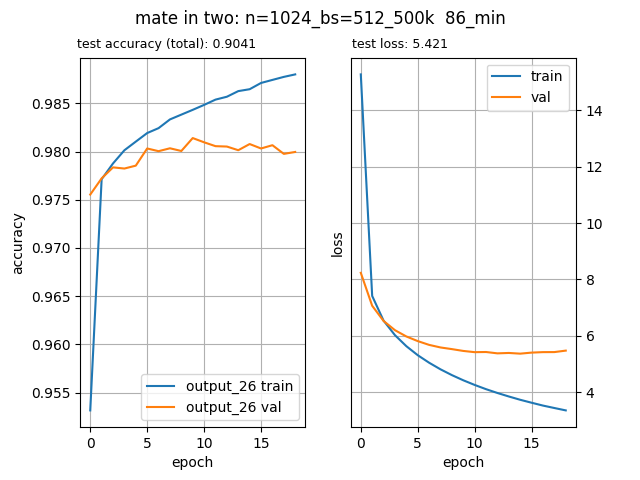 mate in two: n=1024_bs=512_500k  86_min
test accuracy (total): 0.9041
test loss: 5.421
accuracy
0.985
0.980
0.975
0.970
0.965
0.960
0.955
output_26 train
output_26 val
0
5
10
15
epoch
loss
train
val
14
12
10
8
6
4
0
5
10
15
epoch